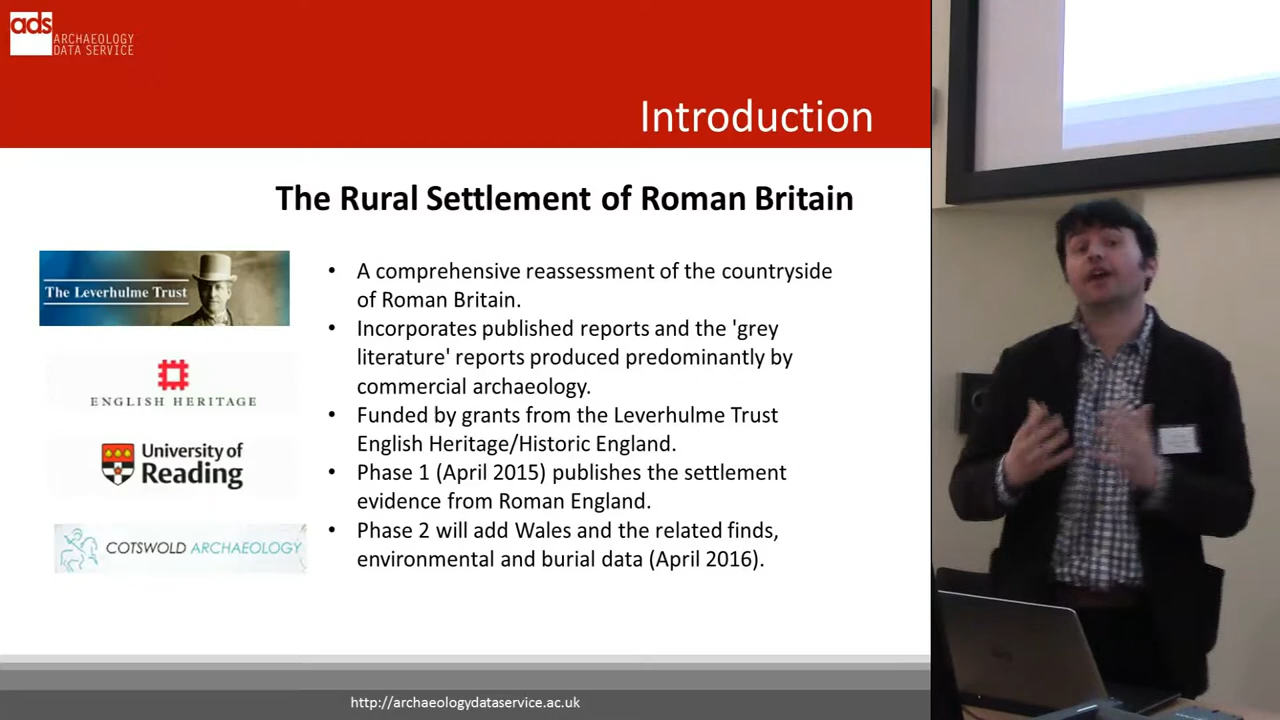 ads
ARCHAEOLOGY
DATA SERVICE
Introduction
The Rural Settlement of Roman Britain
The Leverhulme Trust
ENGLISH HERITAGE
University of
Reading
COTSWOLD ARCHAEOLOGY
• A comprehensive reassessment of the countryside
of Roman Britain.
• Incorporates published reports and the 'grey
literature' reports produced predominantly by
commercial archaeology.
• Funded by grants from the Leverhulme Trust
English Heritage/Historic England.
• Phase 1 (April 2015) publishes the settlement
evidence from Roman England.
• Phase 2 will add Wales and the related finds,
environmental and burial data (April 2016).
http://archaeologydataservice.ac.uk